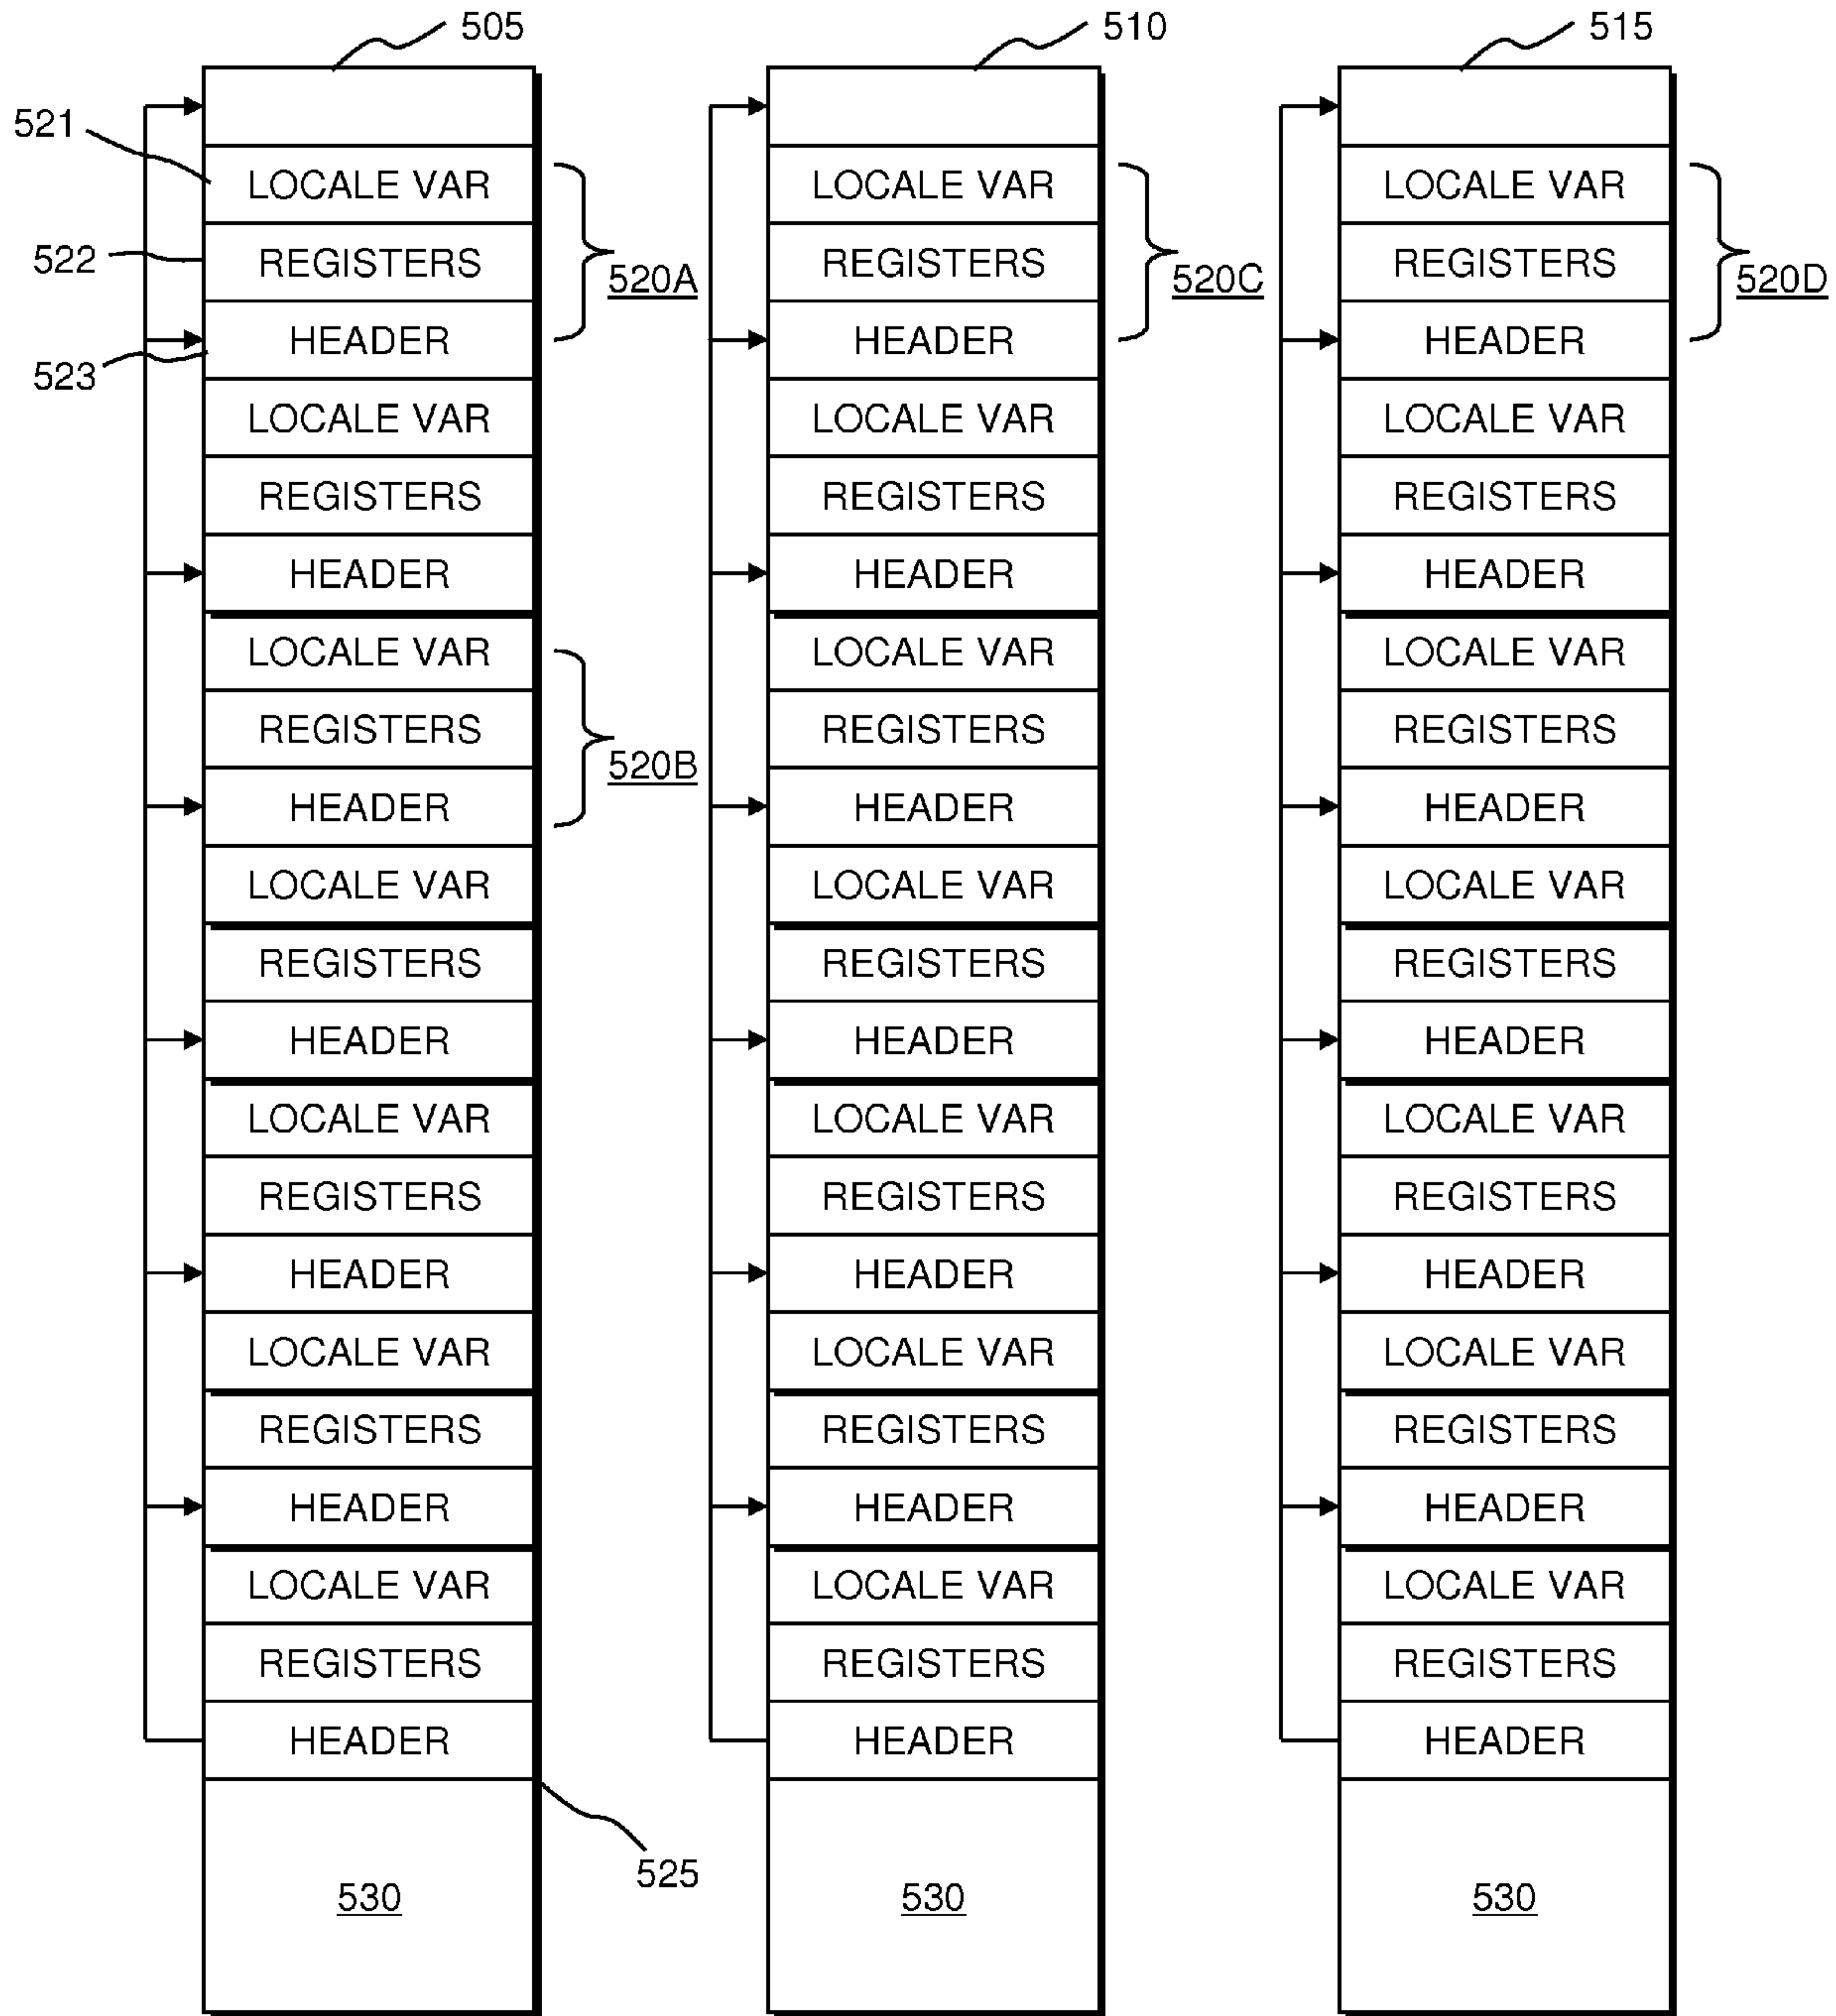 505 510 515
521
LOCALE VAR LOCALE VAR LOCALE VAR
522 REGISTERS 520A REGISTERS 520C REGISTERS 520D
523 HEADER HEADER HEADER
LOCALE VAR LOCALE VAR LOCALE VAR
REGISTERS REGISTERS REGISTERS
HEADER HEADER HEADER
LOCALE VAR LOCALE VAR LOCALE VAR
REGISTERS 520B REGISTERS REGISTERS
HEADER HEADER HEADER
LOCALE VAR LOCALE VAR LOCALE VAR
REGISTERS REGISTERS REGISTERS
HEADER HEADER HEADER
LOCALE VAR LOCALE VAR LOCALE VAR
REGISTERS REGISTERS REGISTERS
HEADER HEADER HEADER
LOCALE VAR LOCALE VAR LOCALE VAR
REGISTERS REGISTERS REGISTERS
HEADER HEADER HEADER
LOCALE VAR LOCALE VAR LOCALE VAR
REGISTERS REGISTERS REGISTERS
HEADER HEADER HEADER
525
530 530 530